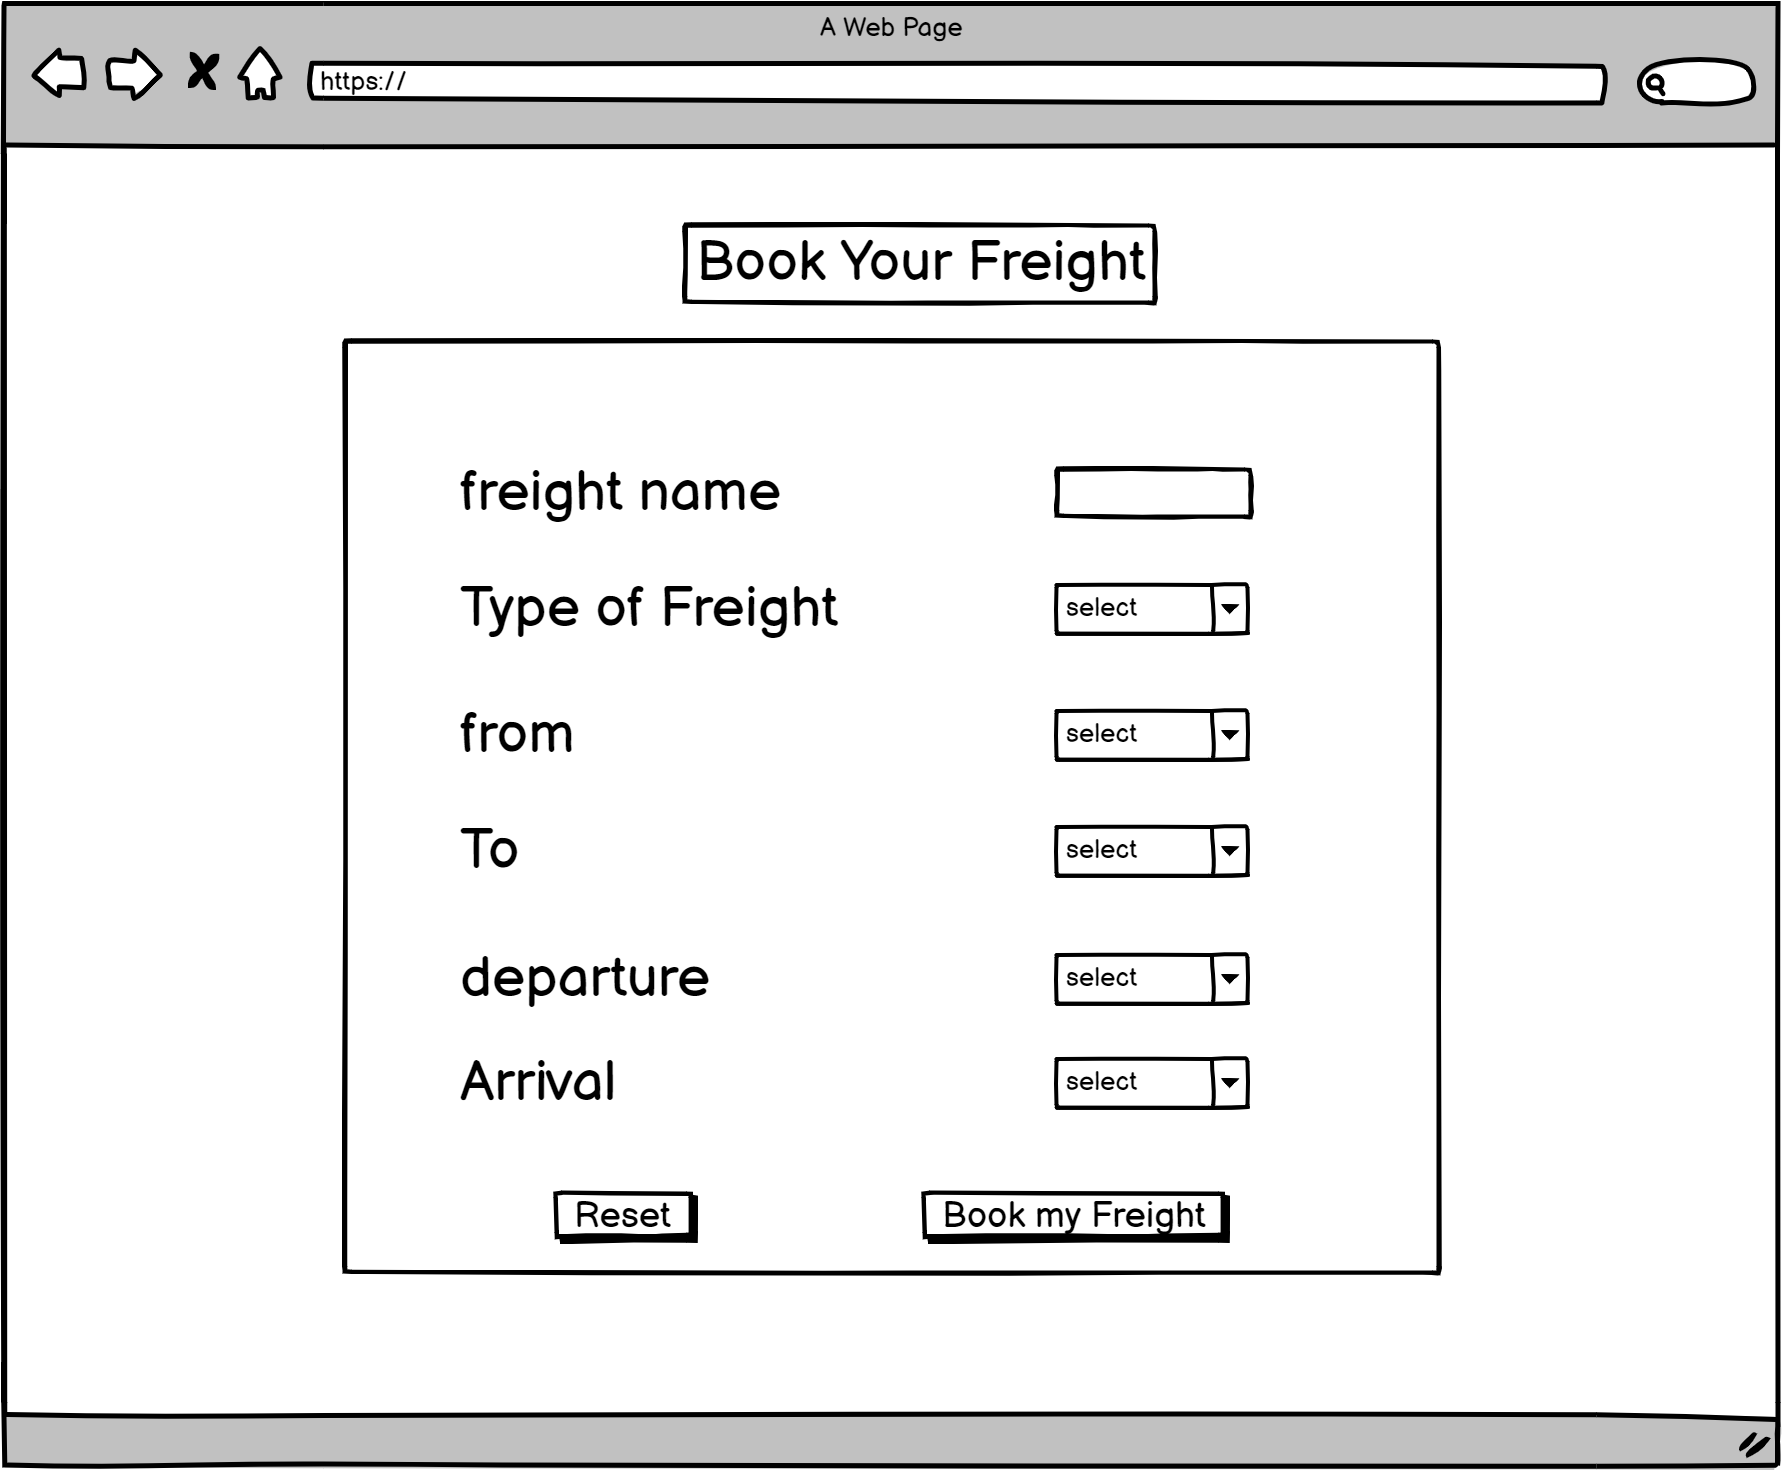 A Web Page
https://
Book Your Freight
freight name
Type of Freight select
from select
To select
departure select
Arrival select
Reset Book my Freight